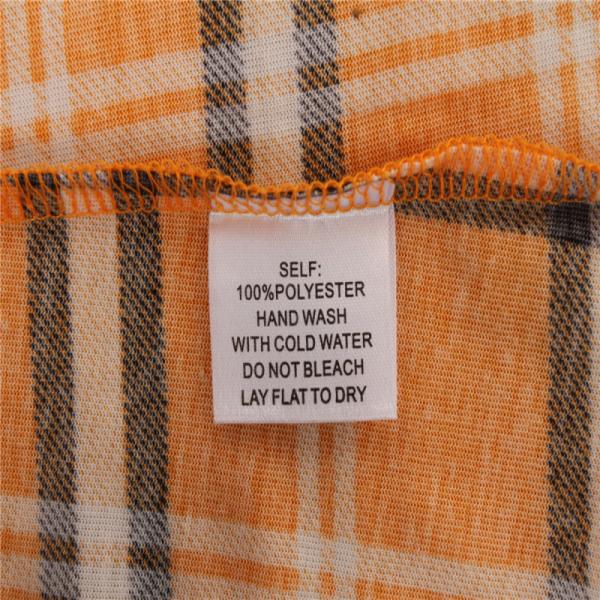 SELF:
100%POLYESTER
HAND WASH
WITH COLD WATER
DO NOT BLEACH
LAY FLAT TO DRY